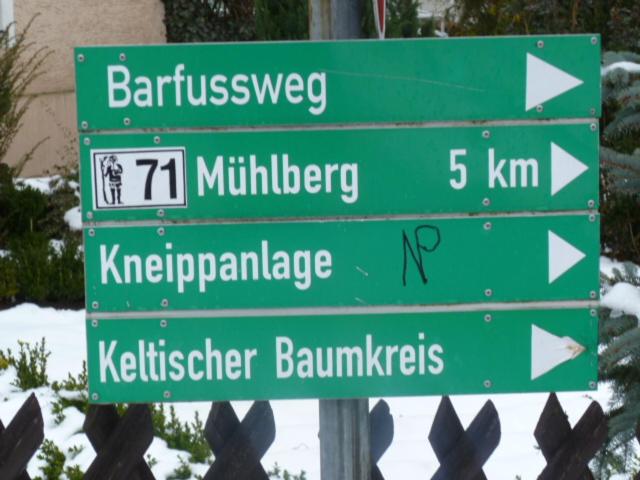 Barfussweg
71 Mühlberg 5 km
Kneippanlage
Keltischer Baumkreis